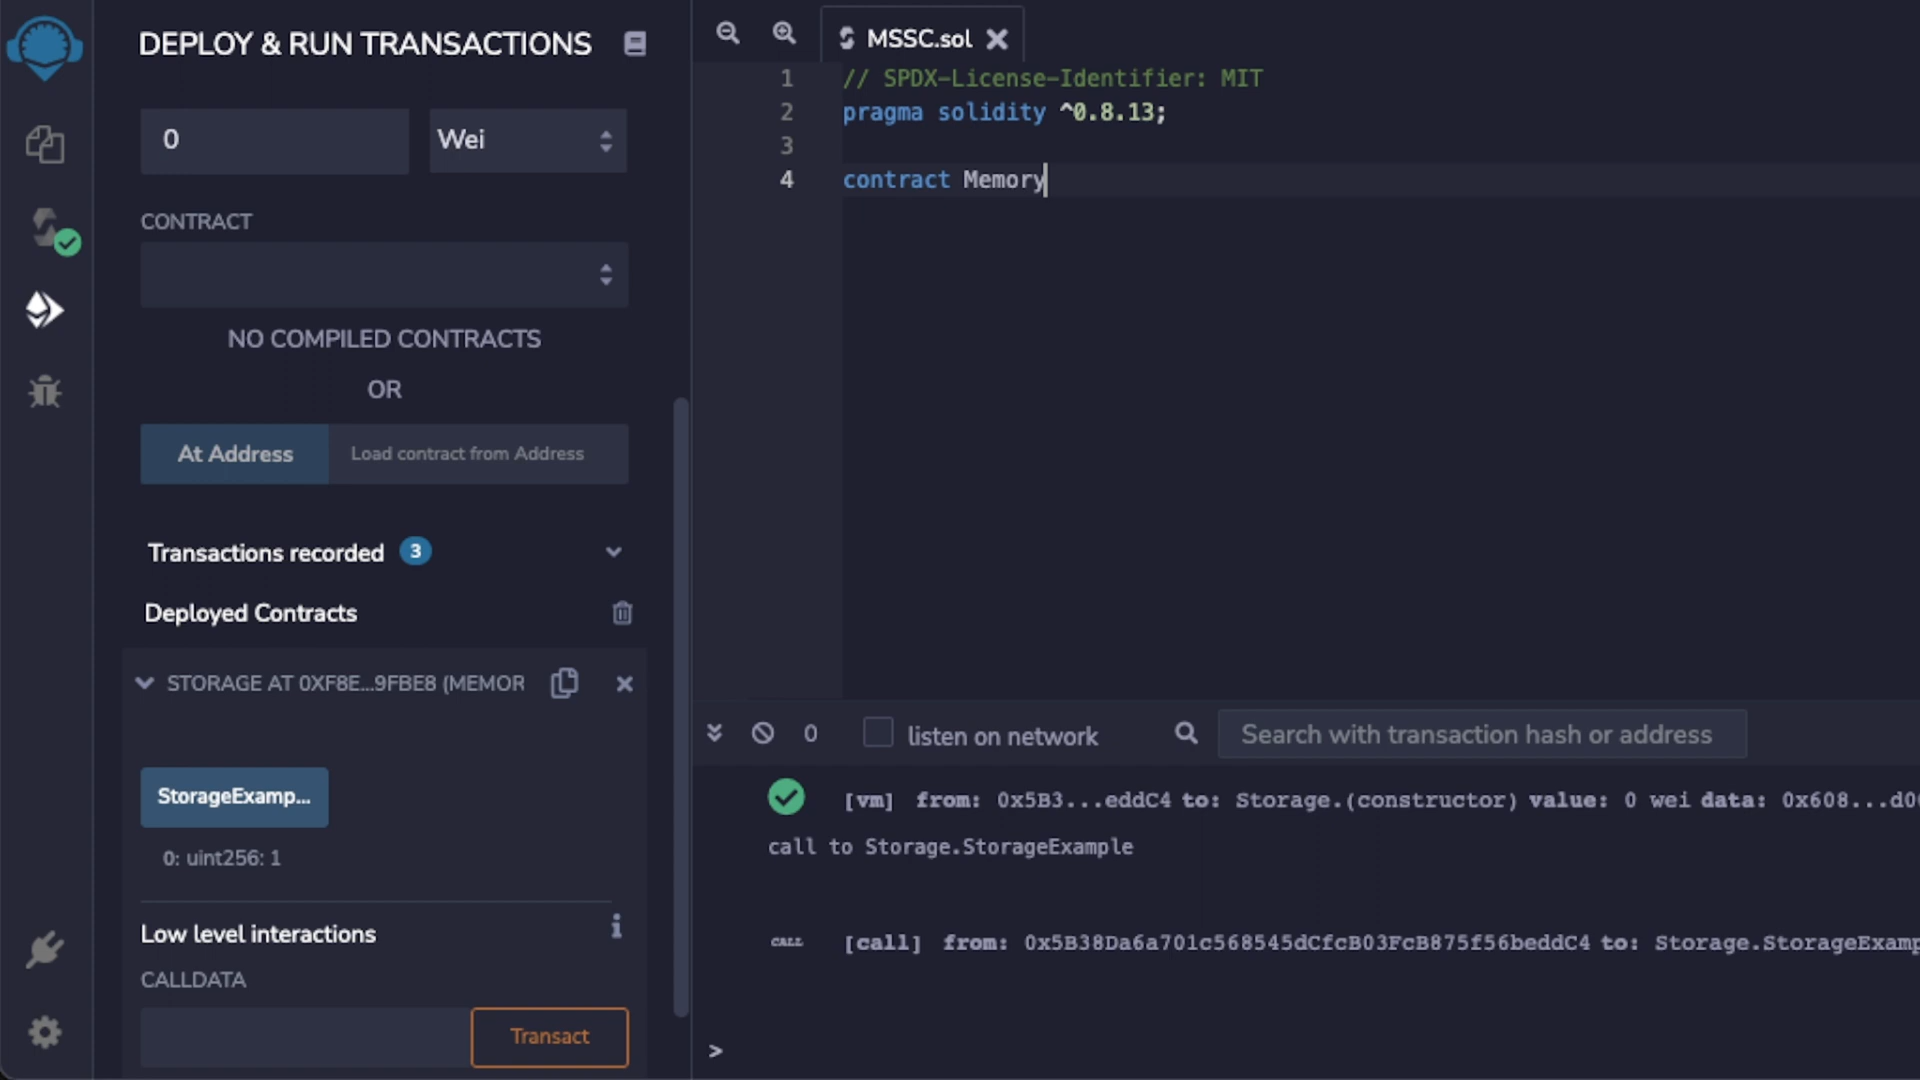 DEPLOY & RUN TRANSACTIONS
0
Wei
CONTRACT
NO COMPILED CONTRACTS
OR
At Address
Load contract from Address
Transactions recorded 3
Deployed Contracts
STORAGE AT 0XF8E...9FBE8 (MEMOR
StorageExamp...
0: uint256: 1
Low level interactions
i
CALLDATA
Transact
MSSC.sol
1 // SPDX-License-Identifier: MIT
2 pragma solidity ^0.8.13;
3
4 contract Memory
0
listen on network
Search with transaction hash or address
[vm] from: 0x5B3...eddC4 to: Storage.(constructor) value: 0 wei data: 0x608...d0
call to Storage.StorageExample
CALL [call] from: 0x5B38Da6a701c568545dCfcB03FcB875f56beddC4 to: Storage.StorageExamp
>